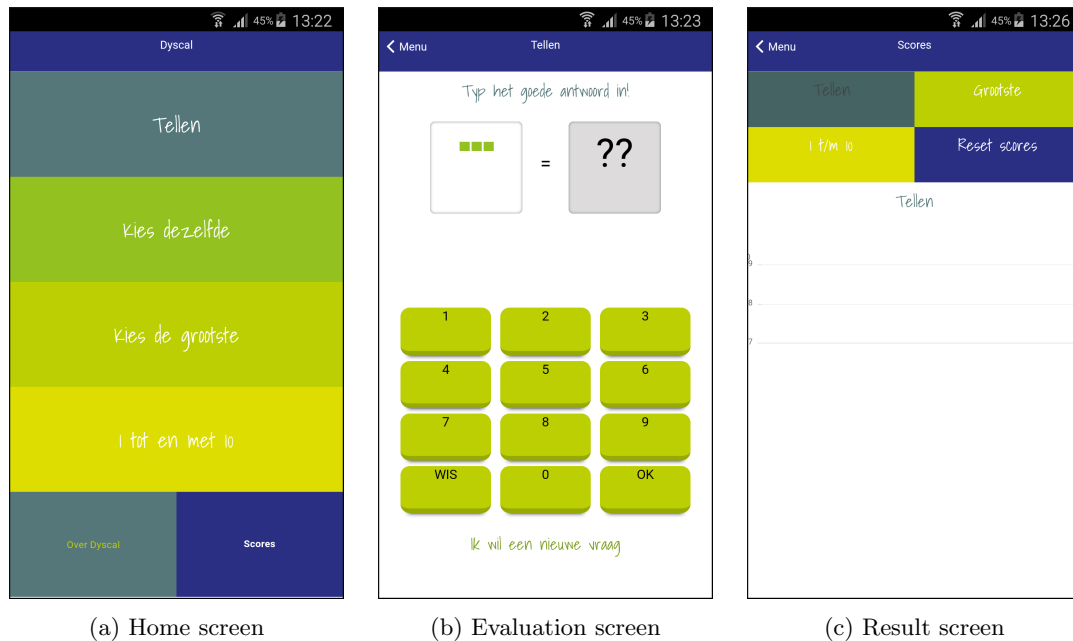 45% 13:22
Dyscal
Tellen
Kies dezelfde
Kies de grootste
1 tot en met 10
Over Dyscal
Scores
(a) Home screen
45% 13:23
Menu
Tellen
Typ het goede antwoord in!
=
??
1 2 3
4 5 6
7 8 9
WIS 0 OK
Ik wil een nieuwe vraag
(b) Evaluation screen
45% 13:26
Menu
Scores
Tellen
Grootste
1 t/m 10
Reset scores
Tellen
9
8
7
(c) Result screen